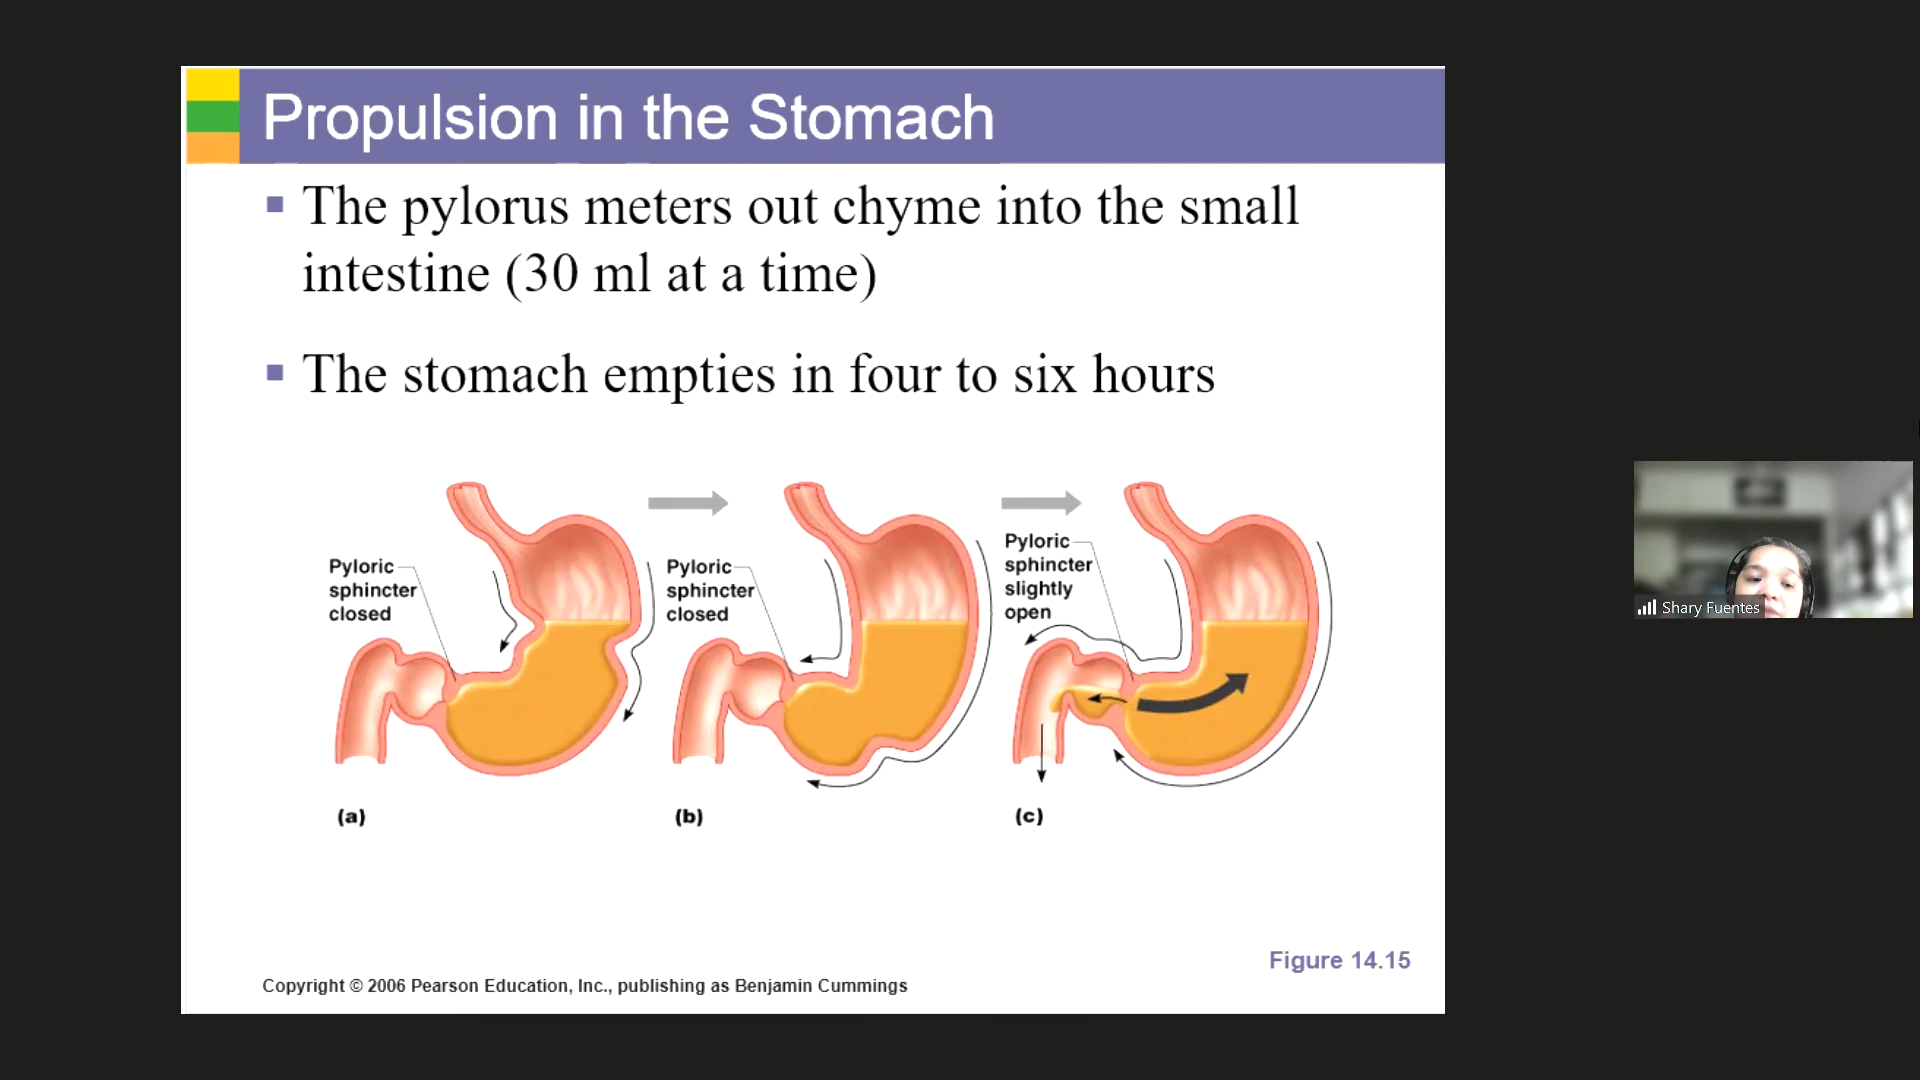 Propulsion in the Stomach
▪ The pylorus meters out chyme into the small
intestine (30 ml at a time)
▪ The stomach empties in four to six hours
Pyloric
sphincter
closed
Pyloric
sphincter
closed
Pyloric
sphincter
slightly
open
(a)
(b)
(c)
Figure 14.15
Copyright © 2006 Pearson Education, Inc., publishing as Benjamin Cummings
Shary Fuentes